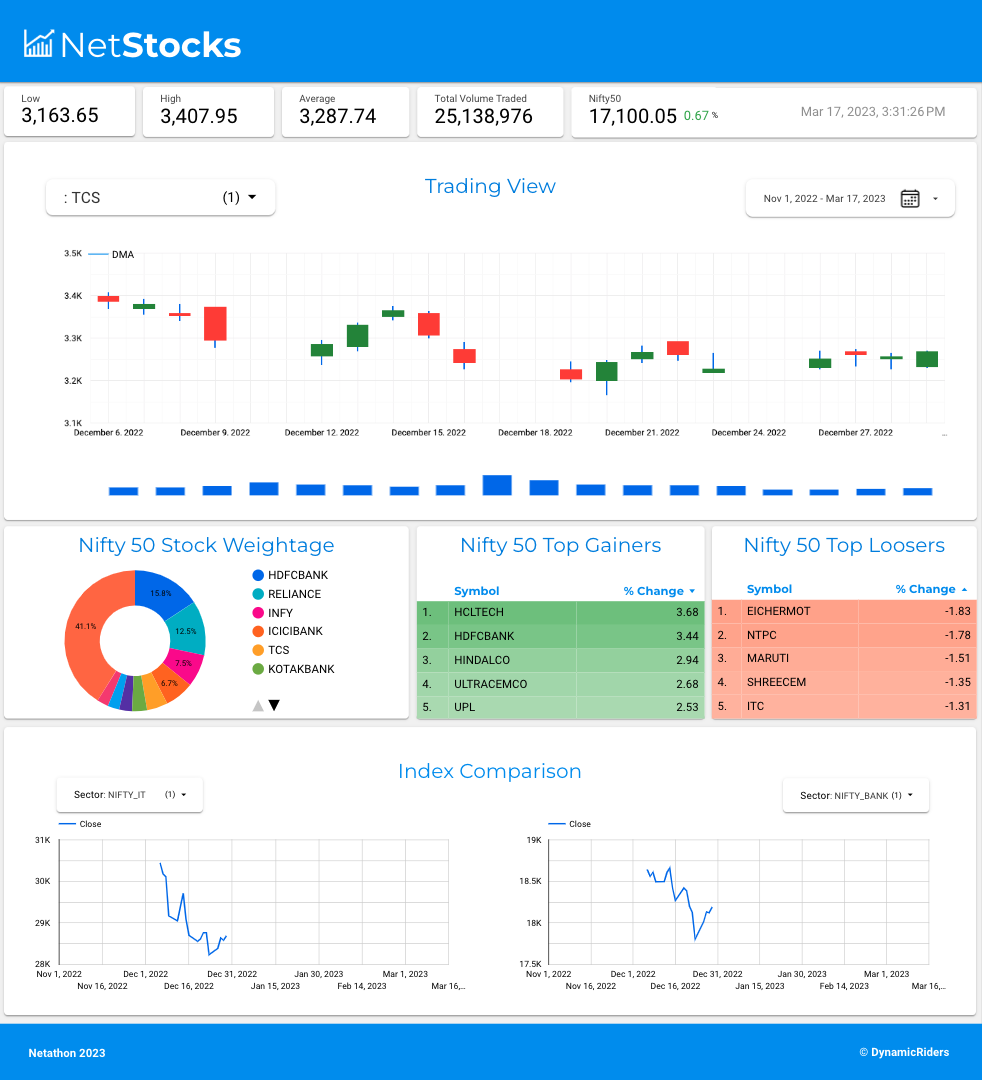 NetStocks
Low High Average Total Volume Traded Nifty50
3,163.65 3,407.95 3,287.74 25,138,976 17,100.05 0.67 % Mar 17, 2023, 3:31:26 PM
Trading View
: TCS (1) Nov 1, 2022 - Mar 17, 2023
DMA
3.5K
3.4K
3.3K
3.2K
3.1K
December 6, 2022 December 9, 2022 December 12, 2022 December 15, 2022 December 18, 2022 December 21, 2022 December 24, 2022 December 27, 2022 ...
Nifty 50 Stock Weightage
15.8%
12.5%
7.5%
6.7%
41.1%
HDFCBANK
RELIANCE
INFY
ICICIBANK
TCS
KOTAKBANK
Nifty 50 Top Gainers
Symbol % Change
1. HCLTECH 3.68
2. HDFCBANK 3.44
3. HINDALCO 2.94
4. ULTRACEMCO 2.68
5. UPL 2.53
Nifty 50 Top Loosers
Symbol % Change
1. EICHERMOT -1.83
2. NTPC -1.78
3. MARUTI -1.51
4. SHREECEM -1.35
5. ITC -1.31
Index Comparison
Sector: NIFTY_IT (1)
Close
31K
30K
29K
28K
Nov 1, 2022 Dec 1, 2022 Dec 31, 2022 Jan 30, 2023 Mar 1, 2023
Nov 16, 2022 Dec 16, 2022 Jan 15, 2023 Feb 14, 2023 Mar 16,...
Sector: NIFTY_BANK (1)
Close
19K
18.5K
18K
17.5K
Nov 1, 2022 Dec 1, 2022 Dec 31, 2022 Jan 30, 2023 Mar 1, 2023
Nov 16, 2022 Dec 16, 2022 Jan 15, 2023 Feb 14, 2023 Mar 16,...
Netathon 2023 © DynamicRiders